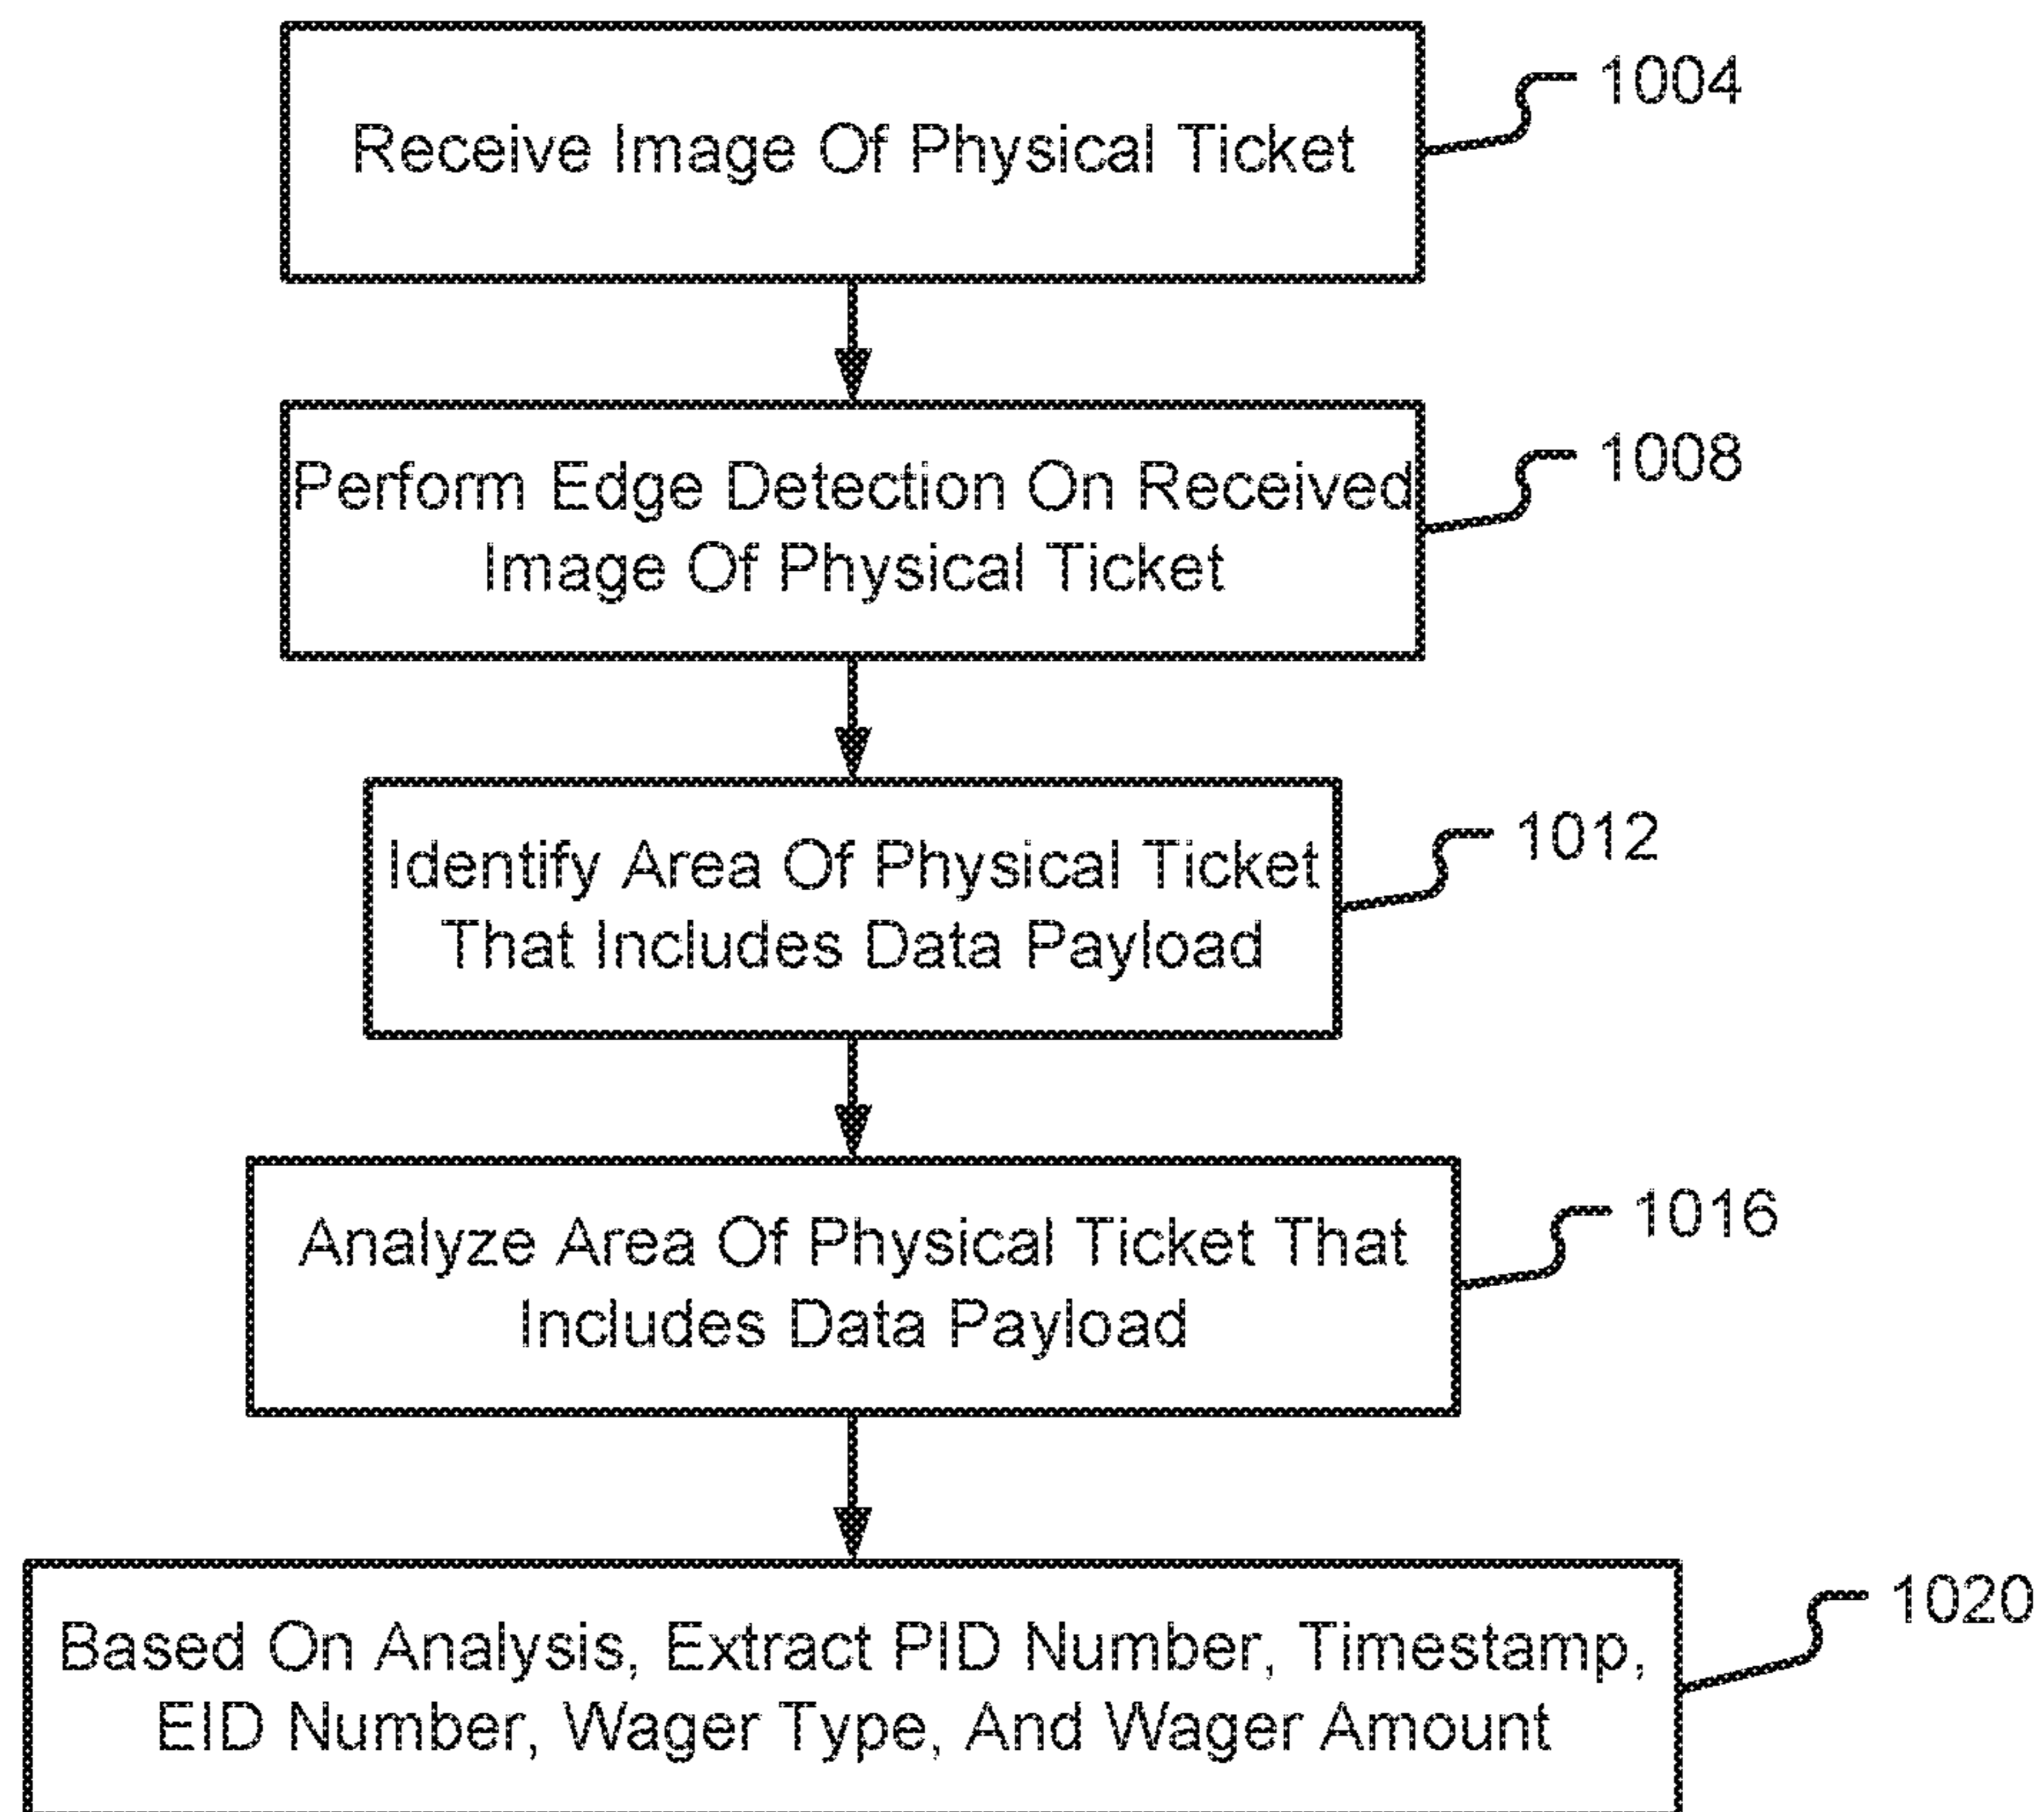 Receive Image Of Physical Ticket
1004
Perform Edge Detection On Received
Image Of Physical Ticket
1008
Identify Area Of Physical Ticket
That Includes Data Payload
1012
Analyze Area Of Physical Ticket That
Includes Data Payload
1016
Based On Analysis, Extract PID Number, Timestamp,
EID Number, Wager Type, And Wager Amount
1020